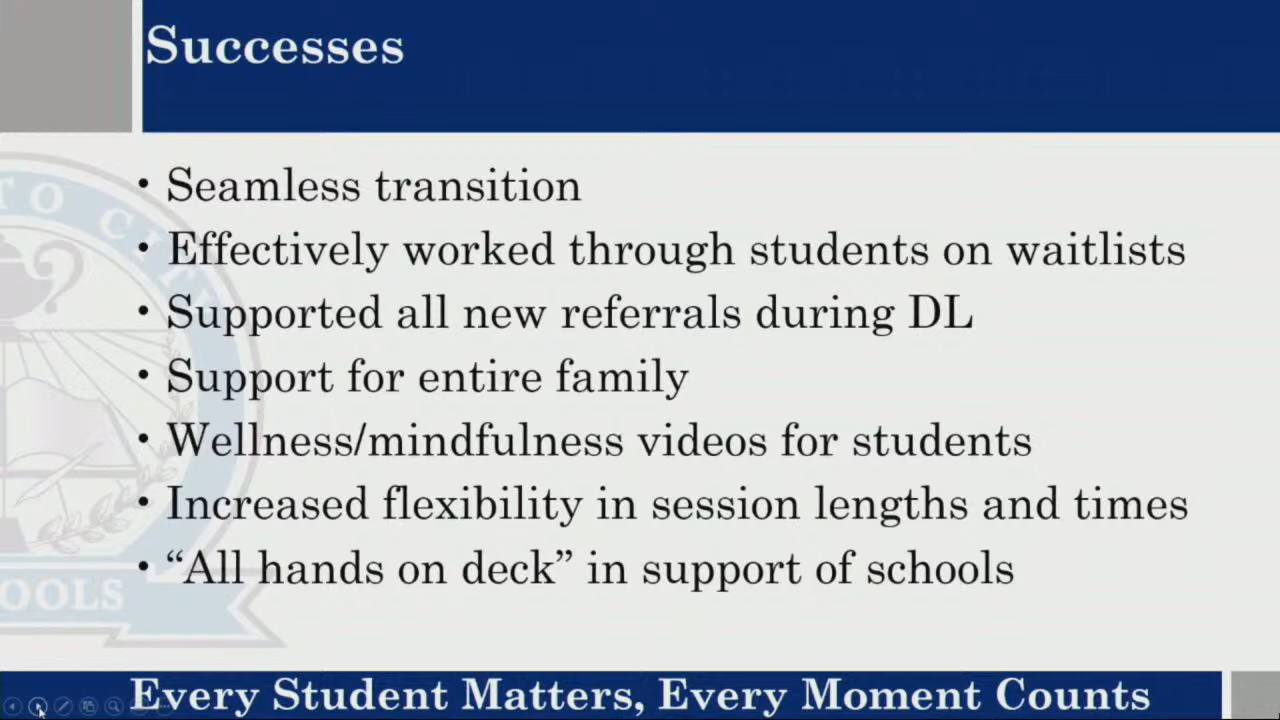 Successes
• Seamless transition
• Effectively worked through students on waitlists
• Supported all new referrals during DL
• Support for entire family
• Wellness/mindfulness videos for students
• Increased flexibility in session lengths and times
• “All hands on deck” in support of schools
Every Student Matters, Every Moment Counts